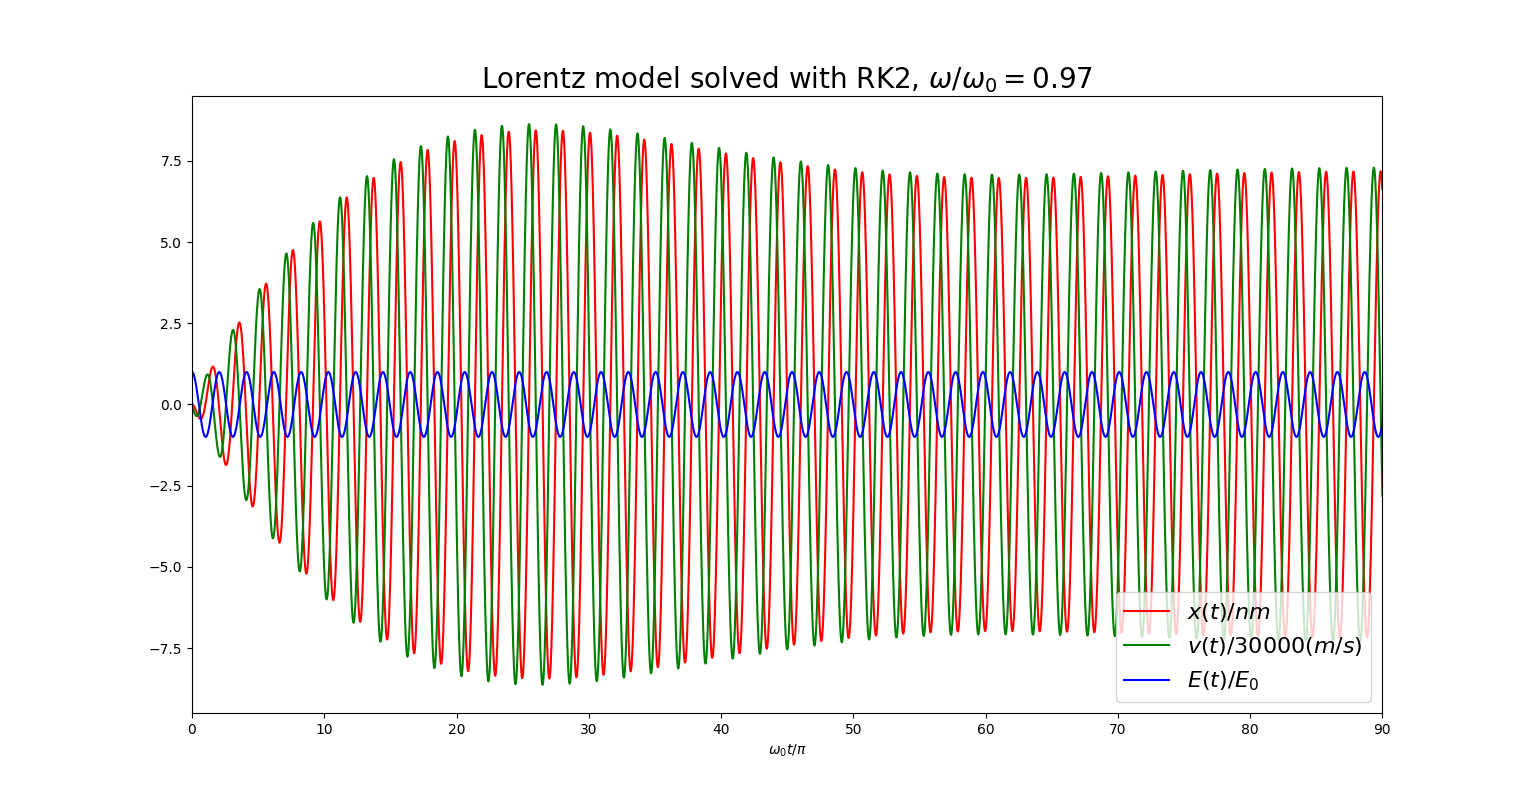 Lorentz model solved with RK2, ω/ω₀ = 0.97
7.5
5.0
2.5
0.0
−2.5
−5.0
−7.5
0 10 20 30 40 50 60 70 80 90
ω₀t/π
x(t)/nm
v(t)/30000(m/s)
E(t)/E₀